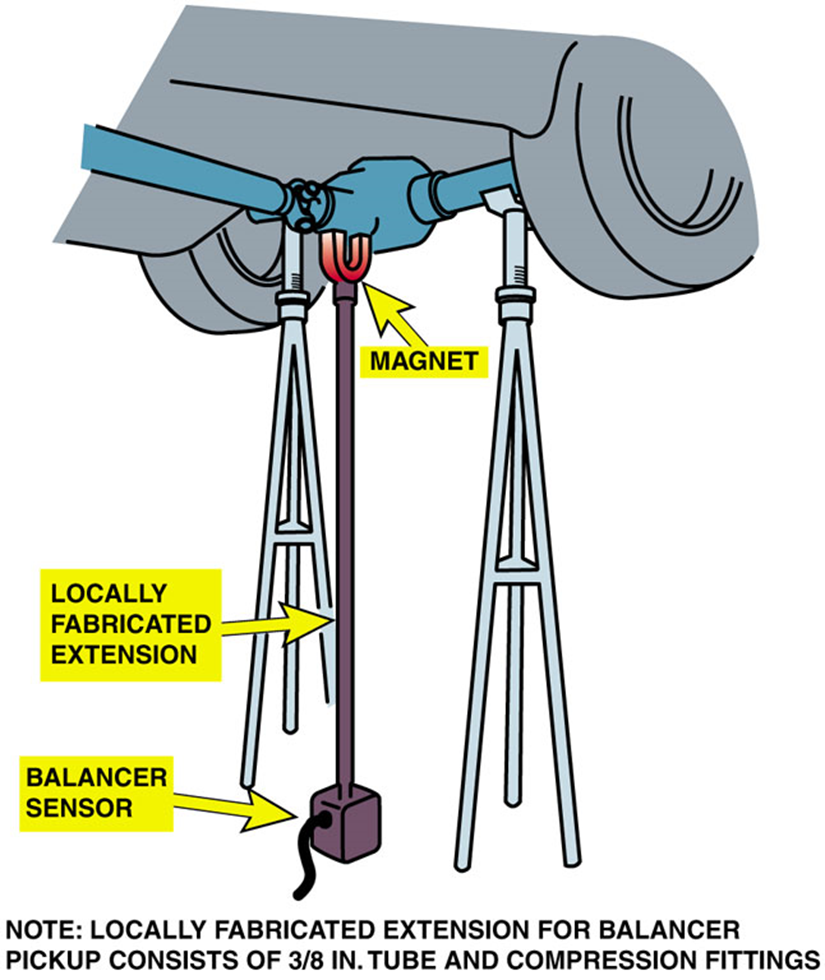 MAGNET
LOCALLY
FABRICATED
EXTENSION
BALANCER
SENSOR
NOTE: LOCALLY FABRICATED EXTENSION FOR BALANCER
PICKUP CONSISTS OF 3/8 IN. TUBE AND COMPRESSION FITTINGS